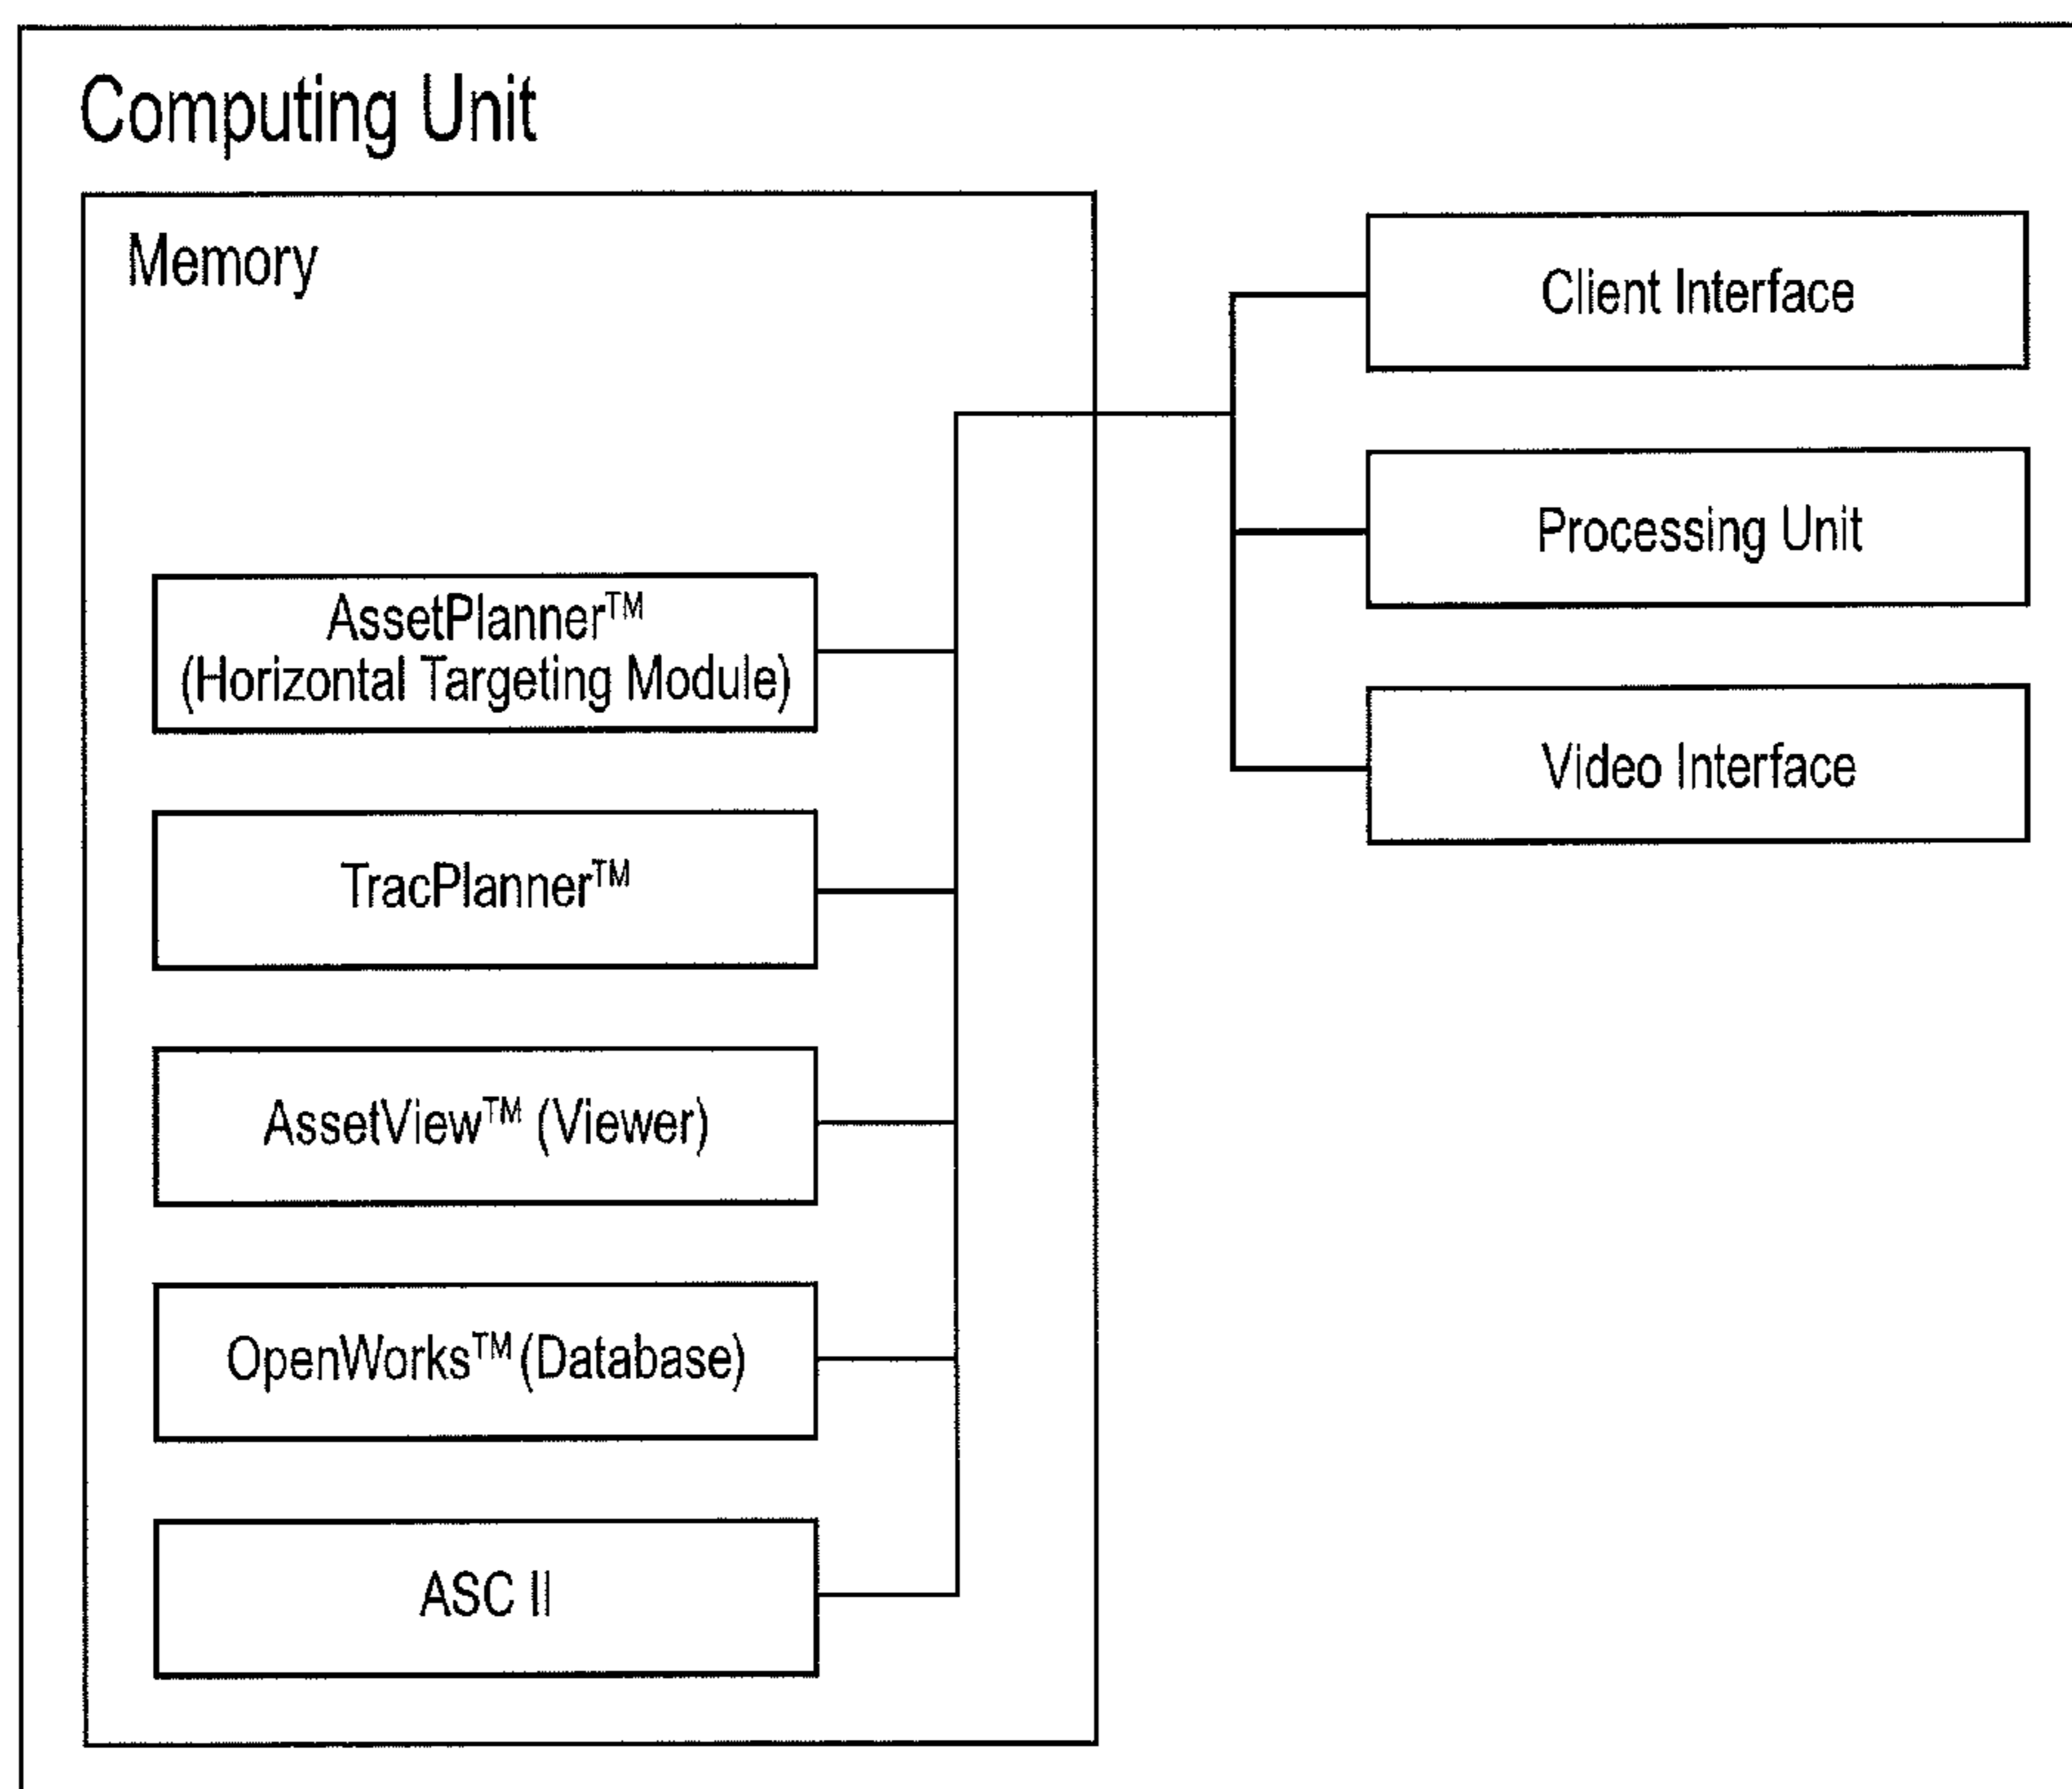 Computing Unit
Memory
AssetPlanner™
(Horizontal Targeting Module)
TracPlanner™
AssetView™ (Viewer)
OpenWorks™ (Database)
ASC II
Client Interface
Processing Unit
Video Interface